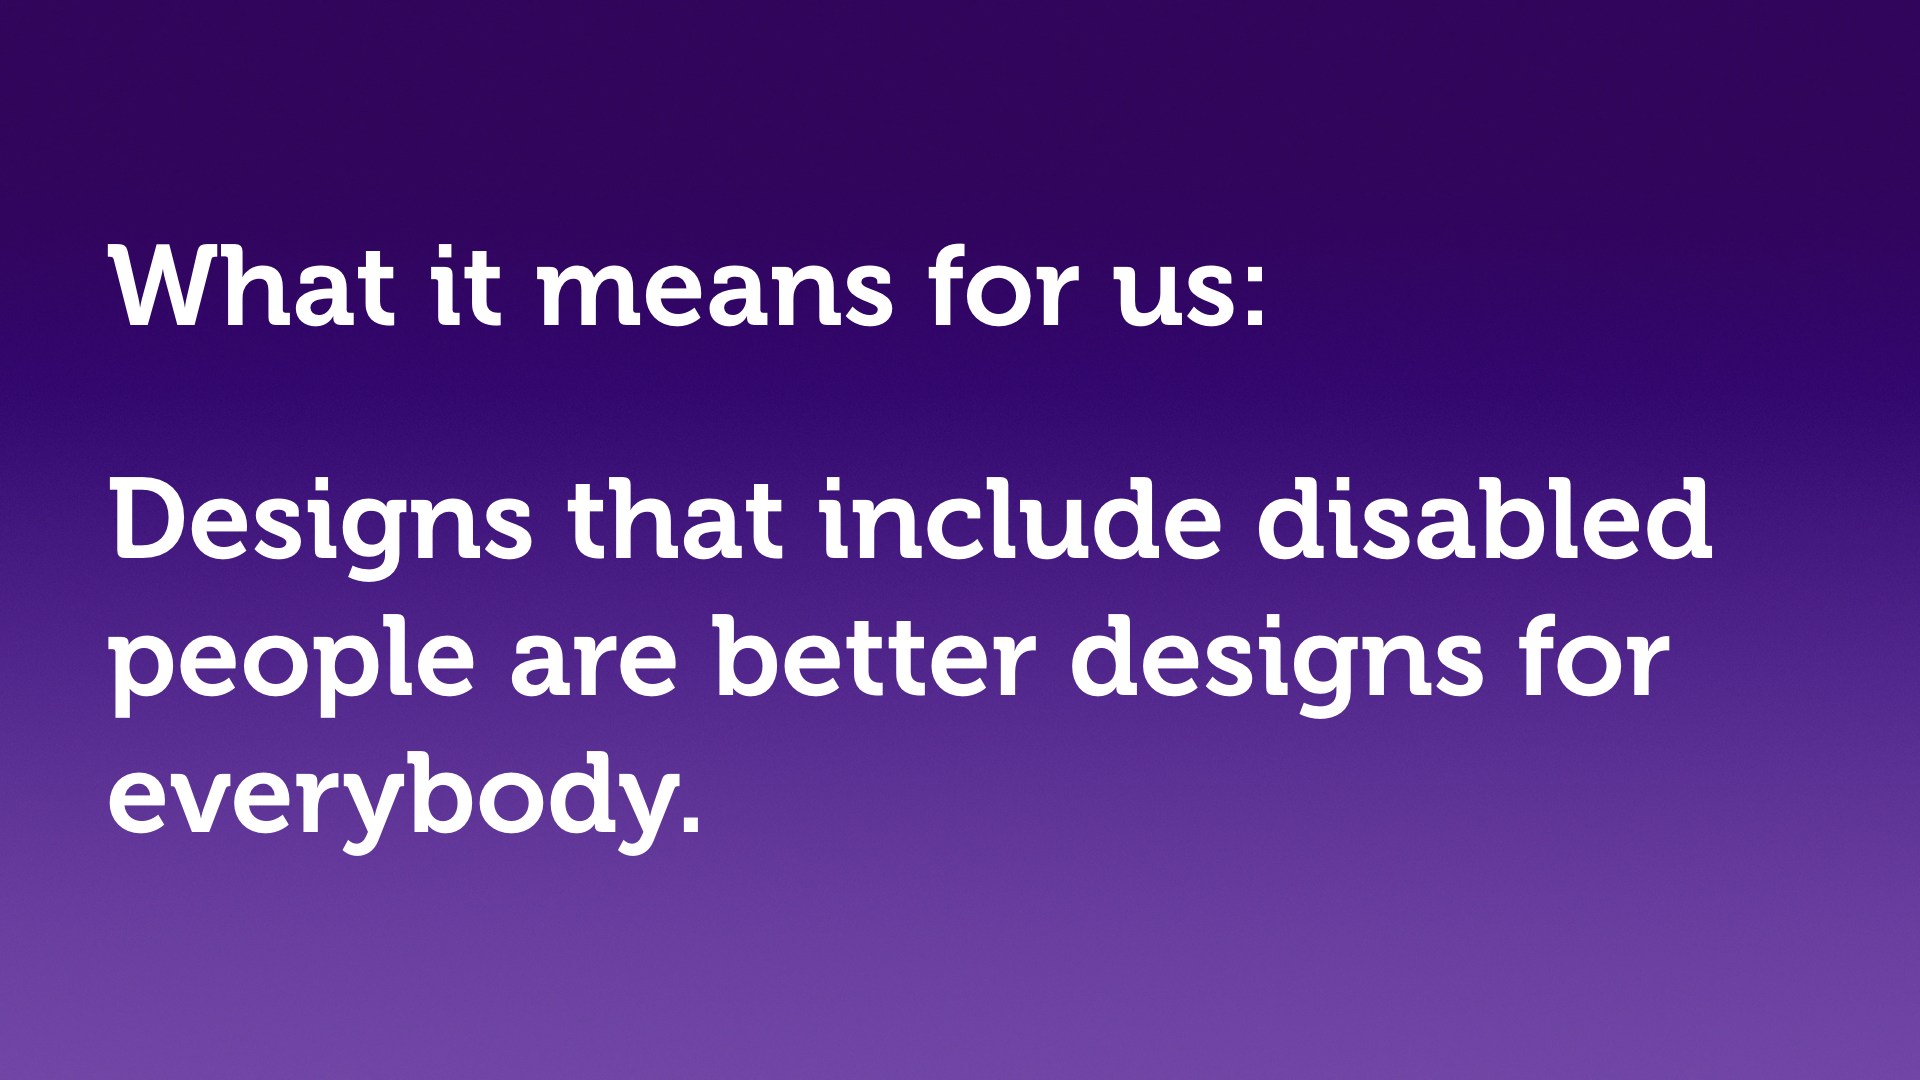 What it means for us:
Designs that include disabled
people are better designs for
everybody.